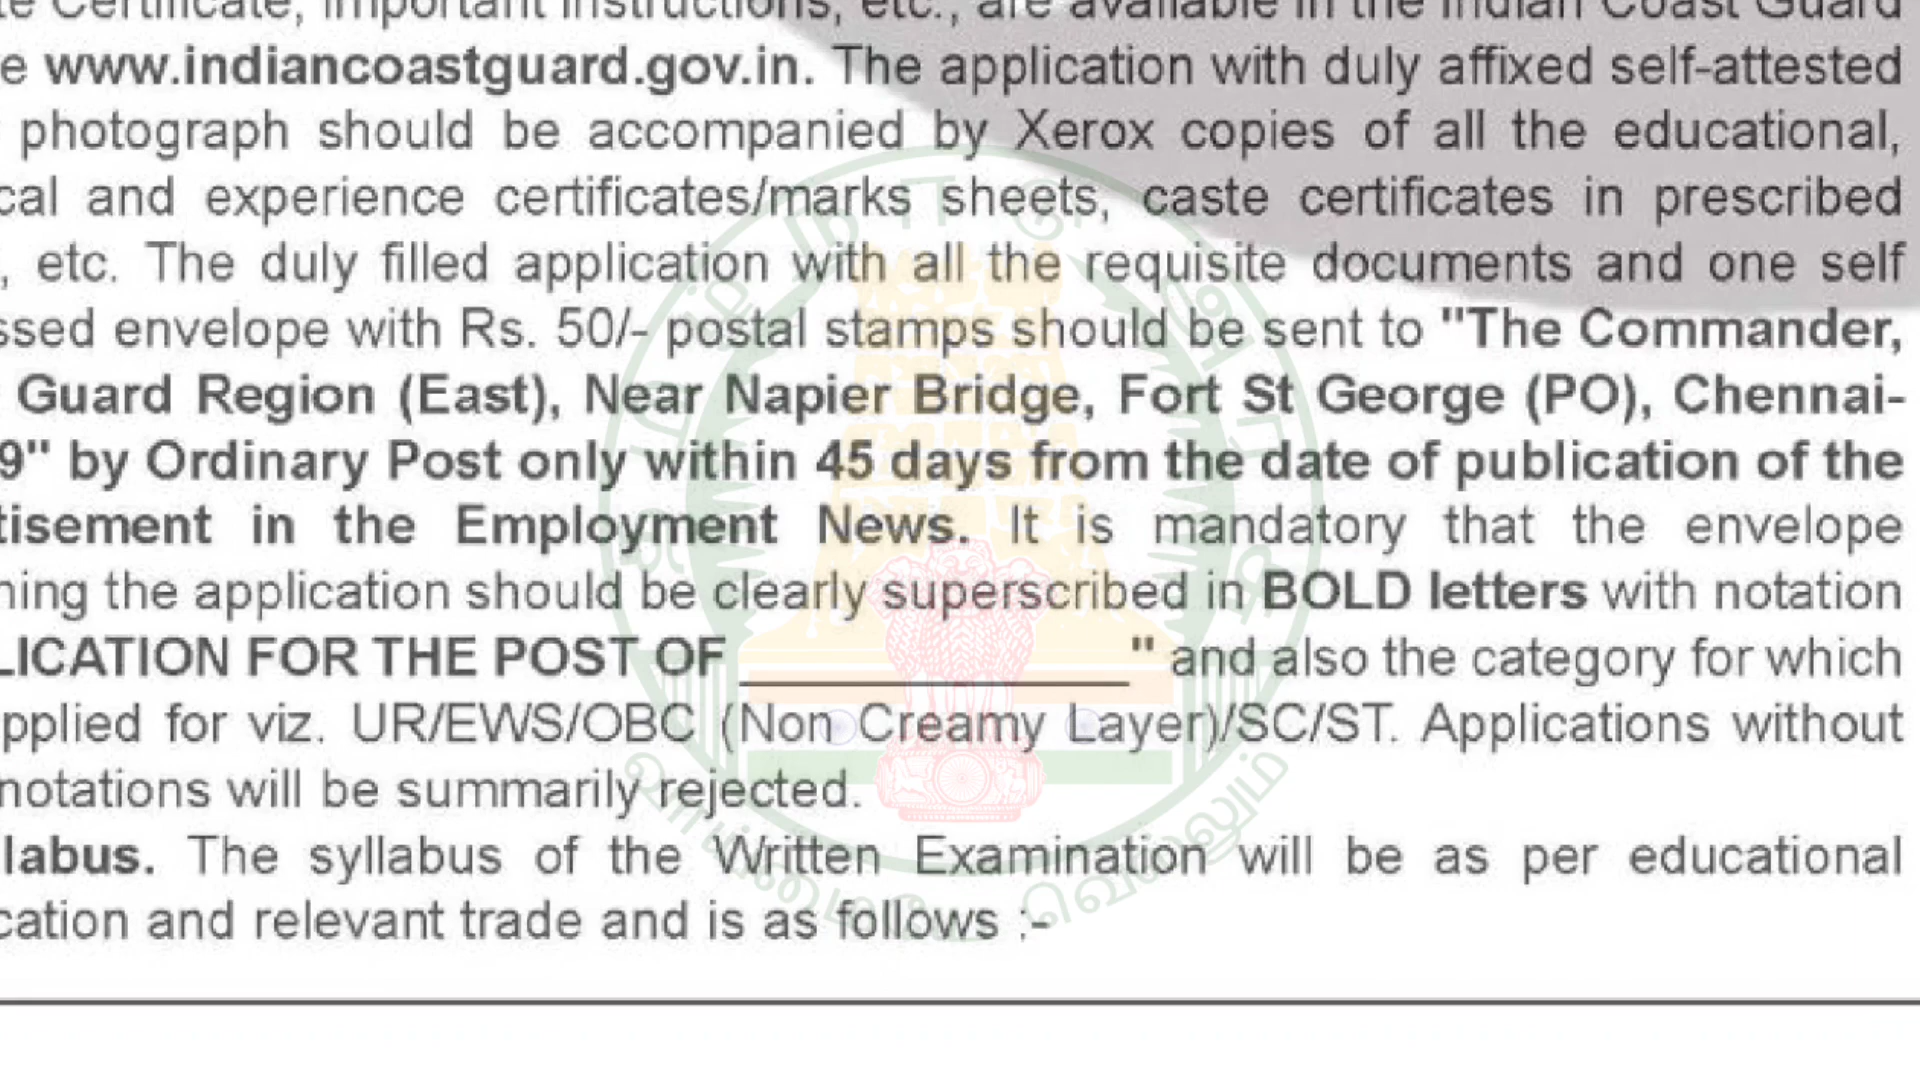 te Certificate, important instructions, etc., are available in the Indian Coast Guard
e www.indiancoastguard.gov.in. The application with duly affixed self-attested
photograph should be accompanied by Xerox copies of all the educational,
cal and experience certificates/marks sheets, caste certificates in prescribed
, etc. The duly filled application with all the requisite documents and one self
ssed envelope with Rs. 50/- postal stamps should be sent to "The Commander,
Guard Region (East), Near Napier Bridge, Fort St George (PO), Chennai-
9" by Ordinary Post only within 45 days from the date of publication of the
tisement in the Employment News. It is mandatory that the envelope
ning the application should be clearly superscribed in BOLD letters with notation
LICATION FOR THE POST OF ____________" and also the category for which
pplied for viz. UR/EWS/OBC (Non Creamy Layer)/SC/ST. Applications without
notations will be summarily rejected.
labus. The syllabus of the Written Examination will be as per educational
cation and relevant trade and is as follows :-
வாய்மையே வெல்லும்